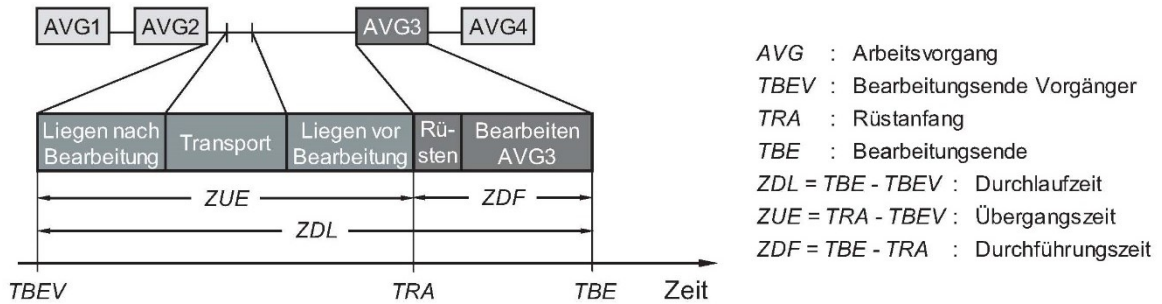 AVG1 AVG2 AVG3 AVG4
Liegen nach
Bearbeitung
Transport
Liegen vor
Bearbeitung
Rü-
sten
Bearbeiten
AVG3
ZUE
ZDF
ZDL
TBEV TRA TBE Zeit
AVG : Arbeitsvorgang
TBEV : Bearbeitungsende Vorgänger
TRA : Rüstanfang
TBE : Bearbeitungsende
ZDL = TBE - TBEV : Durchlaufzeit
ZUE = TRA - TBEV : Übergangszeit
ZDF = TBE - TRA : Durchführungszeit